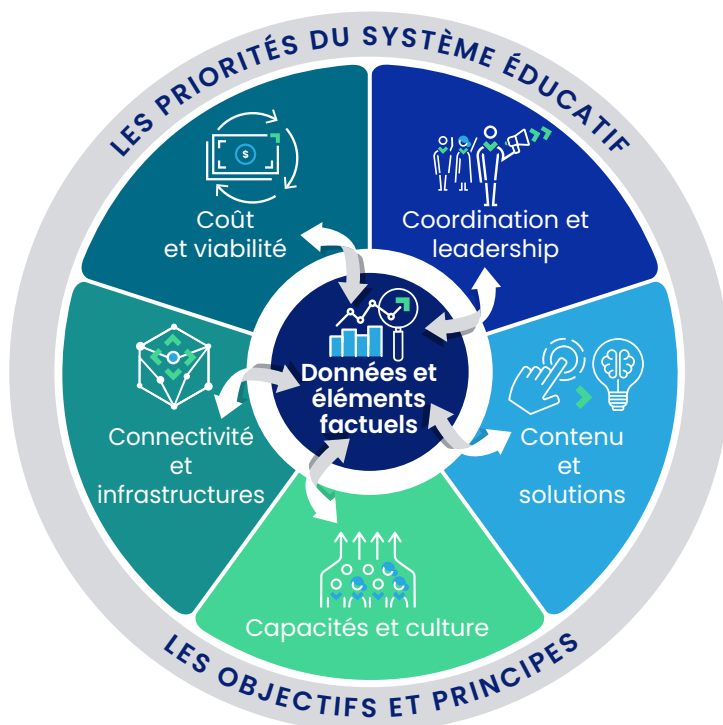 LES PRIORITÉS DU SYSTÈME ÉDUCATIF
$
Coût
et viabilité
Coordination et
leadership
Données et
éléments
factuels
Connectivité
et
infrastructures
Contenu
et
solutions
Capacités et culture
LES OBJECTIFS ET PRINCIPES